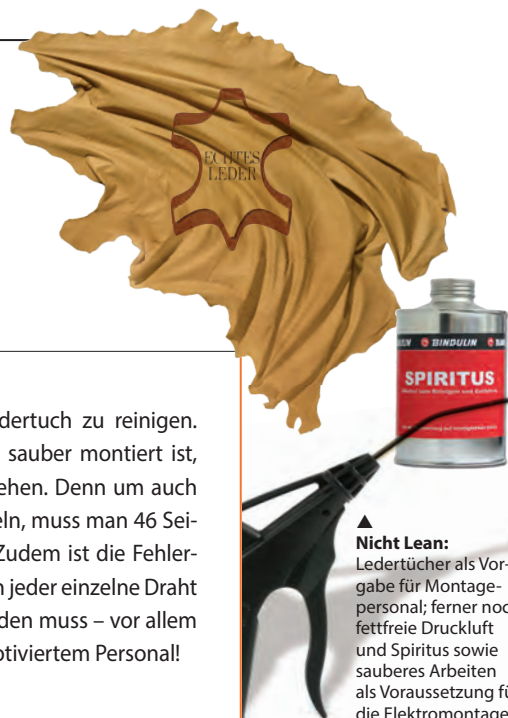 ECHTES
LEDER
BINDULIN
SPIRITUS
dertuch zu reinigen.
sauber montiert ist,
ehen. Denn um auch
eln, muss man 46 Sei-
Zudem ist die Fehler-
n jeder einzelne Draht
den muss – vor allem
otiviertem Personal!
▲
Nicht Lean:
Ledertücher als Vor-
gabe für Montage-
personal; ferner noc
fettfreie Druckluft
und Spiritus sowie
sauberes Arbeiten
als Voraussetzung fü
die Elektromontage